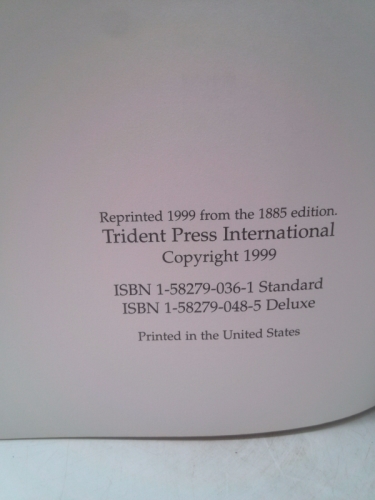 Reprinted 1999 from the 1885 edition.
Trident Press International
Copyright 1999
ISBN 1-58279-036-1 Standard
ISBN 1-58279-048-5 Deluxe
Printed in the United States